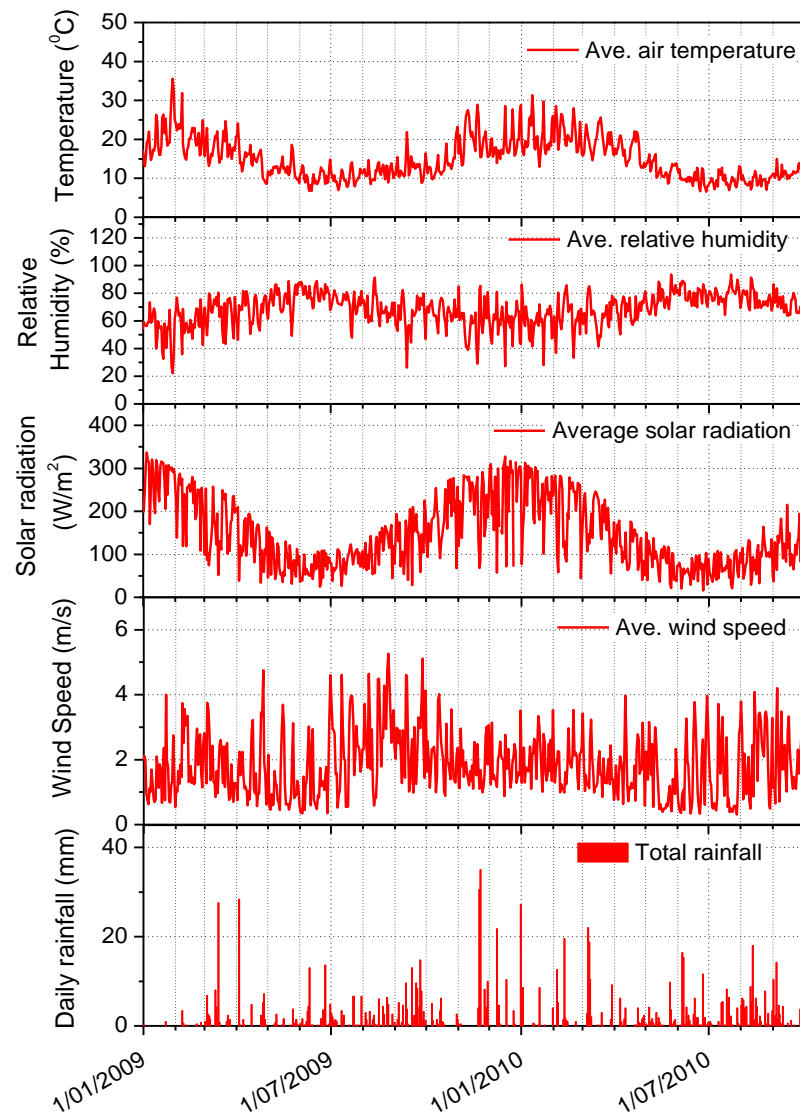 50
40
30
20
10
0
Temperature (⁰C)
Ave. air temperature
120
100
80
60
40
20
0
Relative
Humidity (%)
Ave. relative humidity
400
300
200
100
0
Solar radiation
(W/m²)
Average solar radiation
6
4
2
0
Wind Speed (m/s)
Ave. wind speed
40
20
0
Daily rainfall (mm)
Total rainfall
1/01/2009
1/07/2009
1/01/2010
1/07/2010